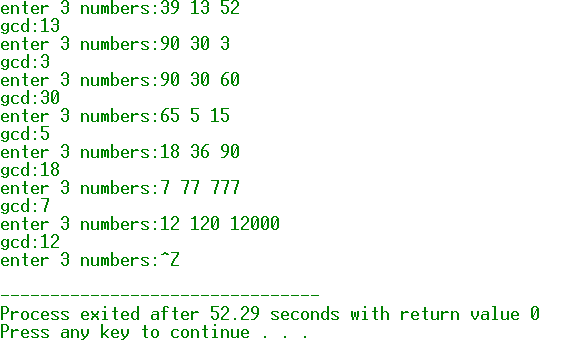 enter 3 numbers:39 13 52
gcd:13
enter 3 numbers:90 30 3
gcd:3
enter 3 numbers:90 30 60
gcd:30
enter 3 numbers:65 5 15
gcd:5
enter 3 numbers:18 36 90
gcd:18
enter 3 numbers:7 77 777
gcd:7
enter 3 numbers:12 120 12000
gcd:12
enter 3 numbers:^Z
--------------------------------
Process exited after 52.29 seconds with return value 0
Press any key to continue . . .